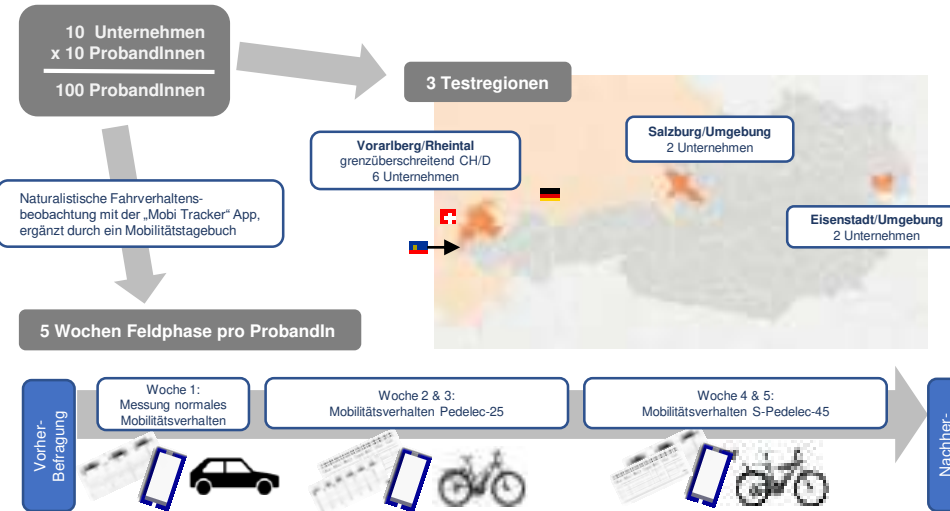 10 Unternehmen
x 10 ProbandInnen
100 ProbandInnen
3 Testregionen
Vorarlberg/Rheintal
grenzüberschreitend CH/D
6 Unternehmen
Salzburg/Umgebung
2 Unternehmen
Eisenstadt/Umgebung
2 Unternehmen
Naturalistische Fahrverhaltens-
beobachtung mit der „Mobi Tracker“ App,
ergänzt durch ein Mobilitätstagebuch
5 Wochen Feldphase pro ProbandIn
Vorher-
Befragung
Woche 1:
Messung normales
Mobilitätsverhalten
Woche 2 & 3:
Mobilitätsverhalten Pedelec-25
Woche 4 & 5:
Mobilitätsverhalten S-Pedelec-45
Nachher-